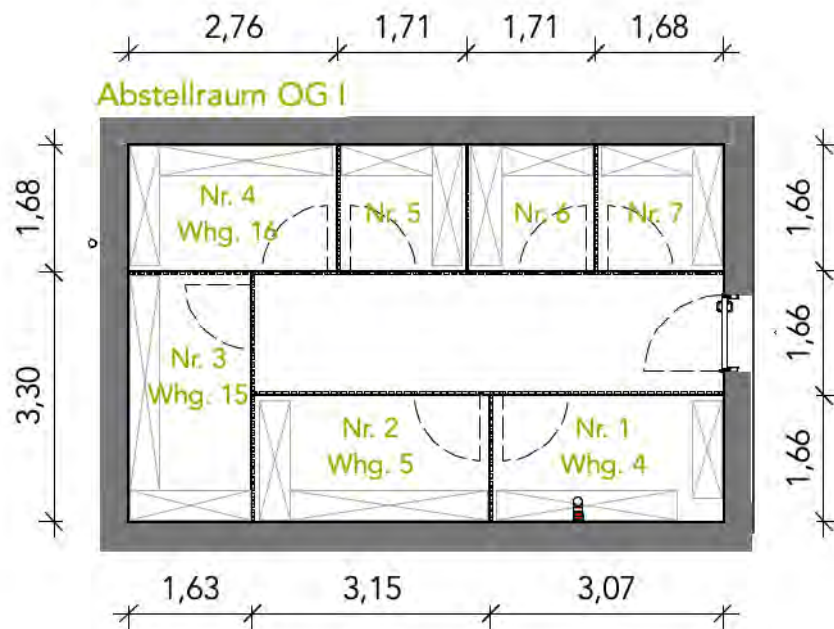 2,76 1,71 1,71 1,68
Abstellraum OG I
1,68
3,30
Nr. 4
Whg. 16
Nr. 5
Nr. 6
Nr. 7
Nr. 3
Whg. 15
Nr. 2
Whg. 5
Nr. 1
Whg. 4
1,66
1,66
1,66
1,63 3,15 3,07